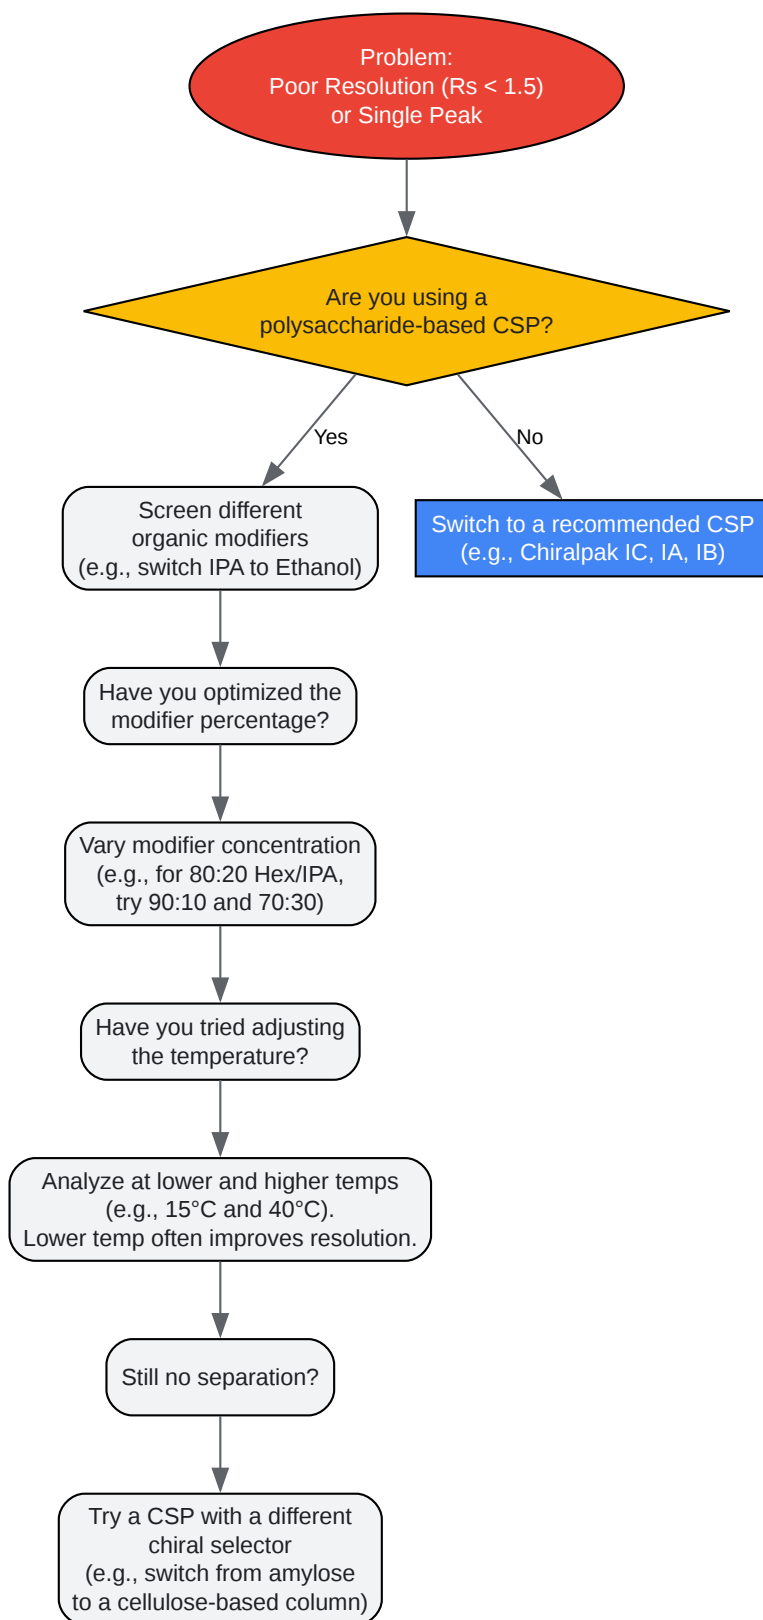 Problem:
Poor Resolution (Rs < 1.5)
or Single Peak
Are you using a
polysaccharide-based CSP?
Yes
No
Screen different
organic modifiers
(e.g., switch IPA to Ethanol)
Switch to a recommended CSP
(e.g., Chiralpak IC, IA, IB)
Have you optimized the
modifier percentage?
Vary modifier concentration
(e.g., for 80:20 Hex/IPA,
try 90:10 and 70:30)
Have you tried adjusting
the temperature?
Analyze at lower and higher temps
(e.g., 15°C and 40°C).
Lower temp often improves resolution.
Still no separation?
Try a CSP with a different
chiral selector
(e.g., switch from amylose
to a cellulose-based column)